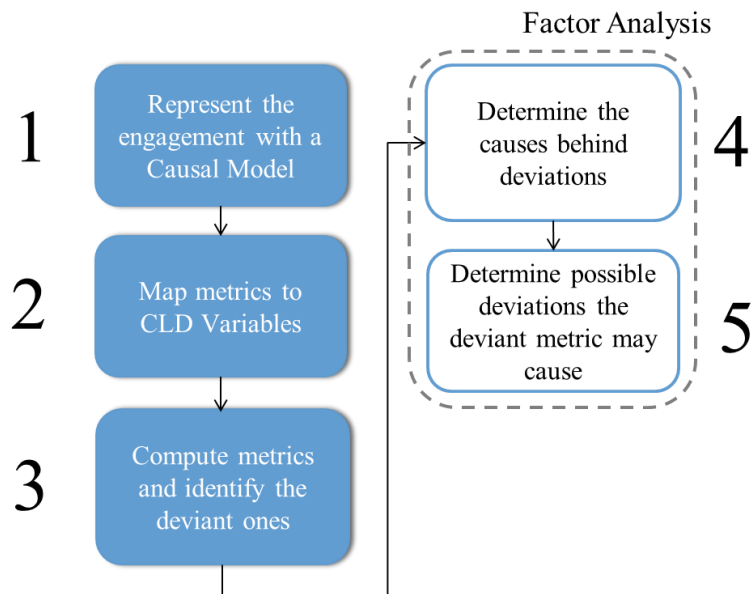 1
Represent the
engagement with a
Causal Model
2
Map metrics to
CLD Variables
3
Compute metrics
and identify the
deviant ones
Factor Analysis
Determine the
causes behind
deviations
4
Determine possible
deviations the
deviant metric may
cause
5